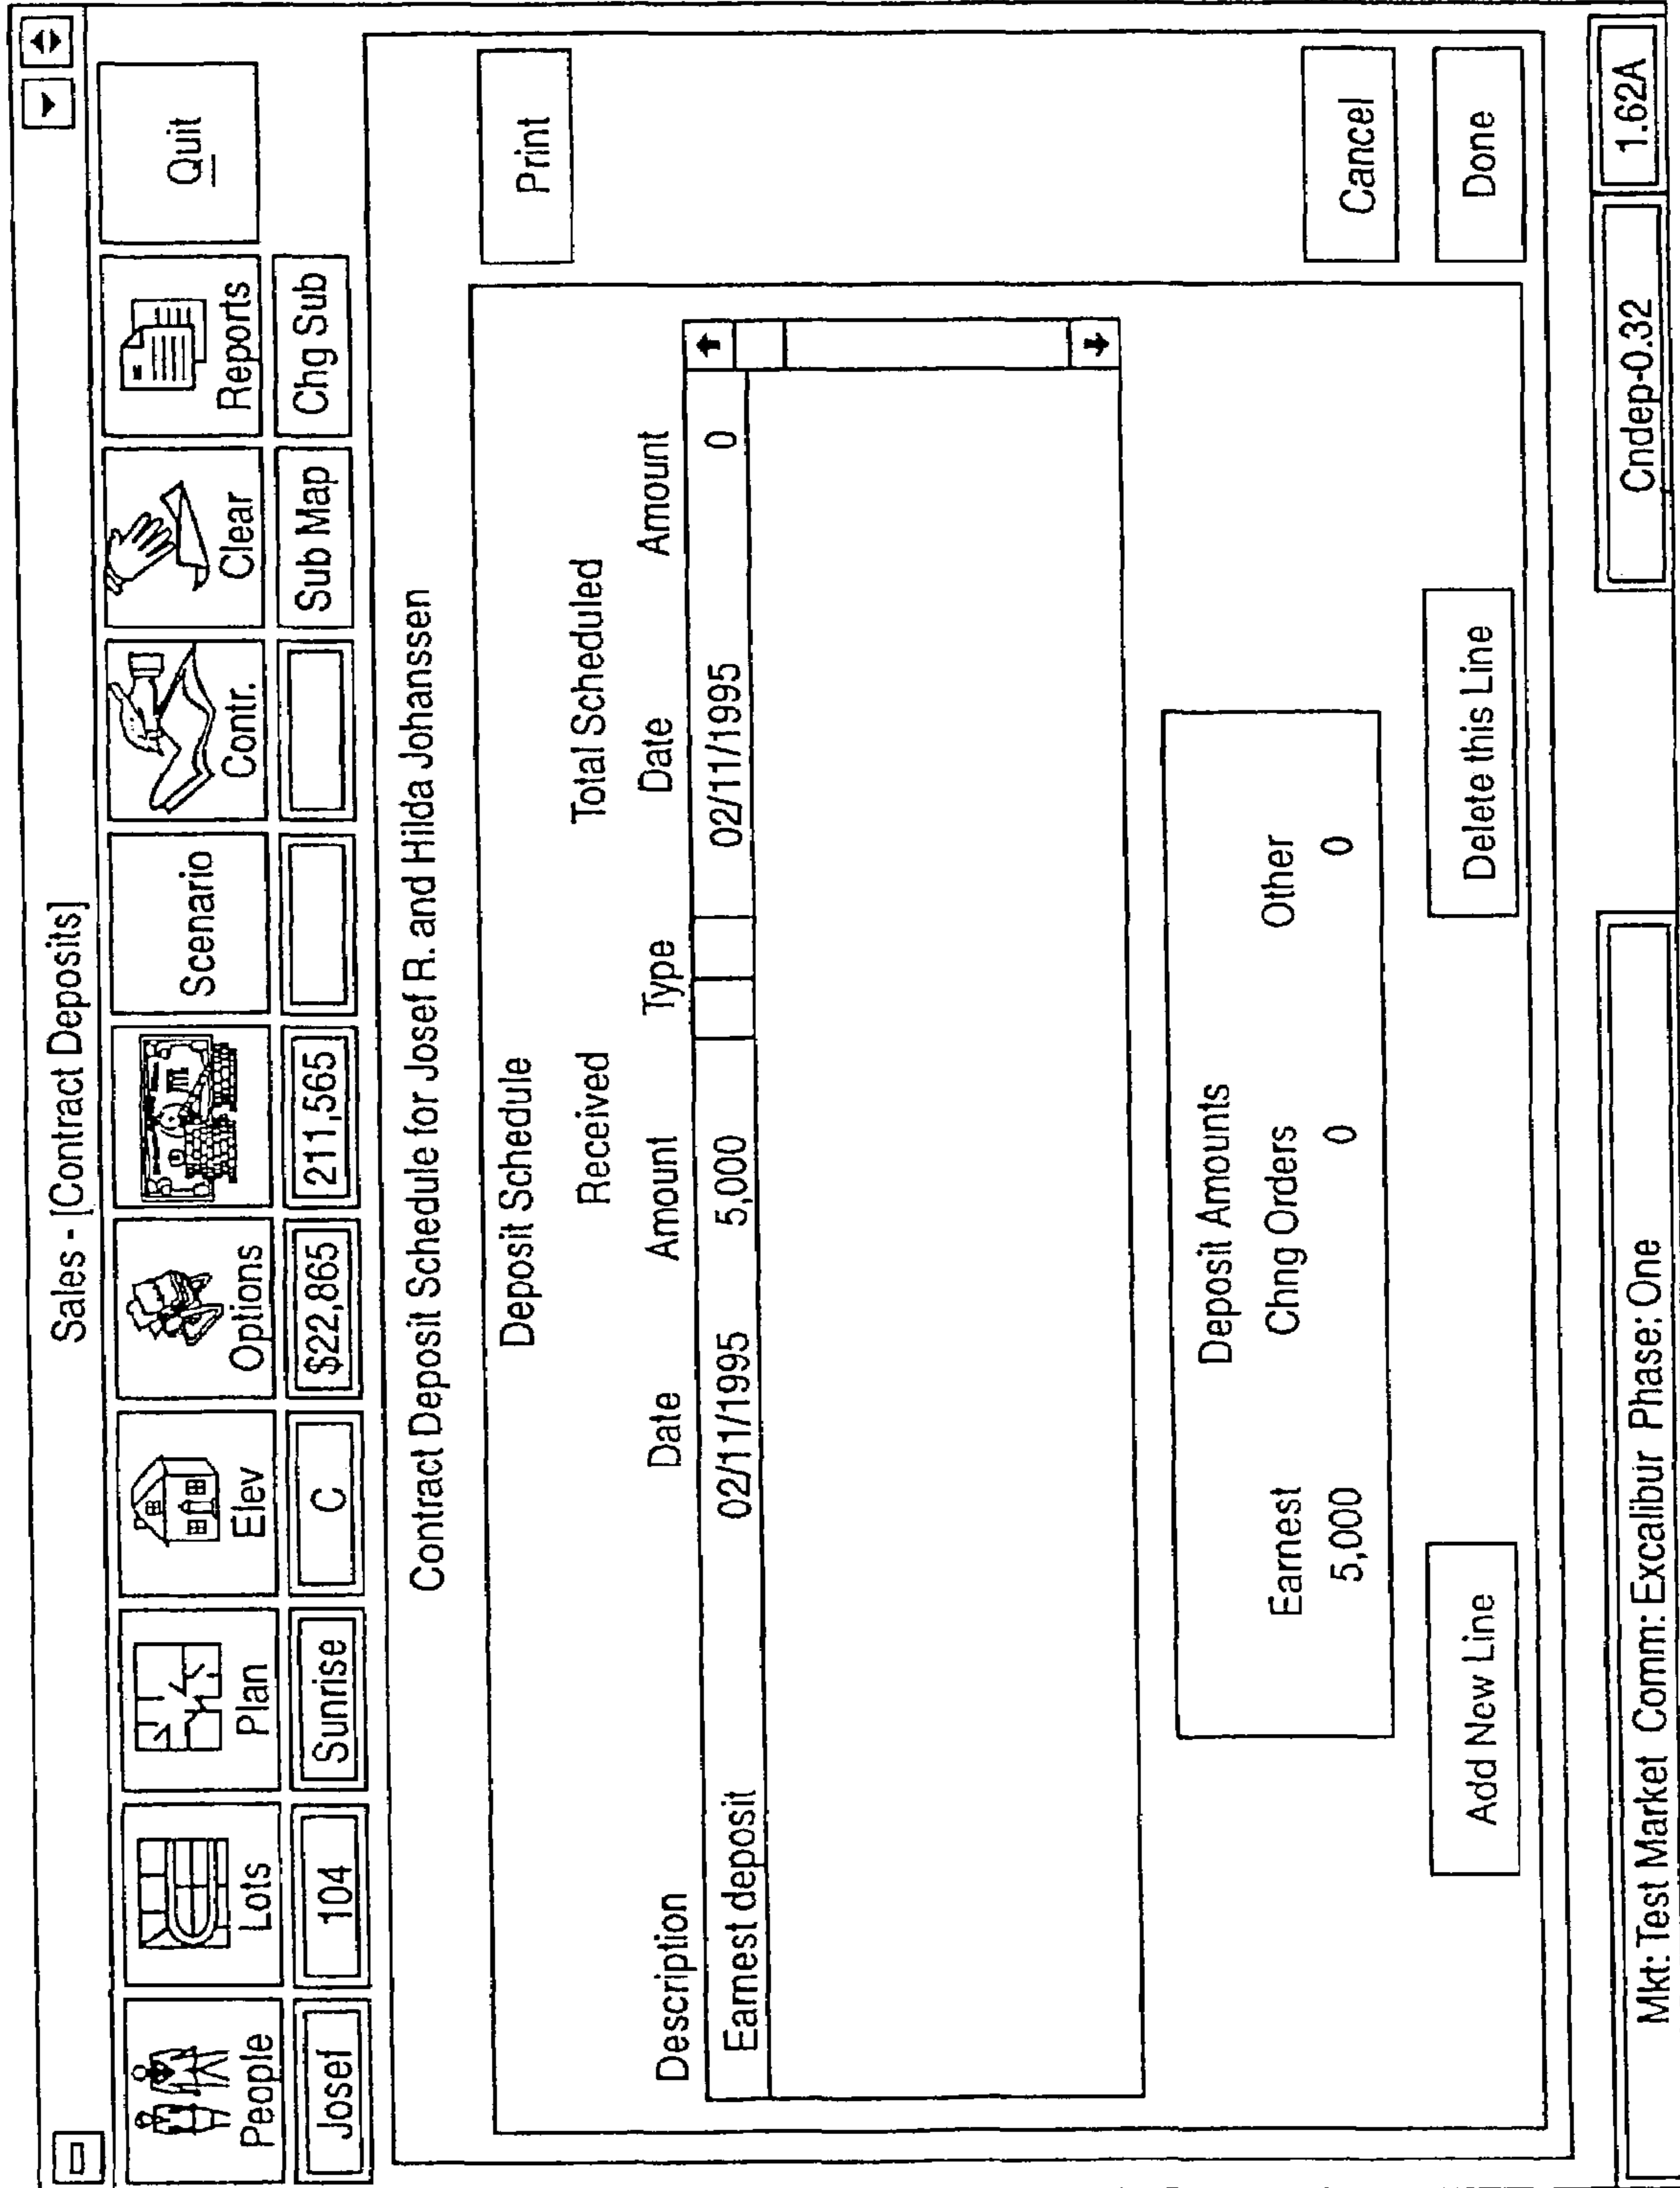 Sales - [Contract Deposits]
People Lots Plan Elev Options Scenario Contr. Clear Reports Quit
Josef 104 Sunrise C $22,865 211,565 Sub Map Chg Sub
Contract Deposit Schedule for Josef R. and Hilda Johanssen
Deposit Schedule
Print
Received Total Scheduled
Description Date Amount Type Date Amount
Earnest deposit 02/11/1995 5,000 02/11/1995 0
Deposit Amounts
Earnest Chng Orders Other
5,000 0 0
Cancel
Add New Line Delete this Line Done
Mkt: Test Market Comm: Excalibur Phase: One Cndep-0.32 1.62A